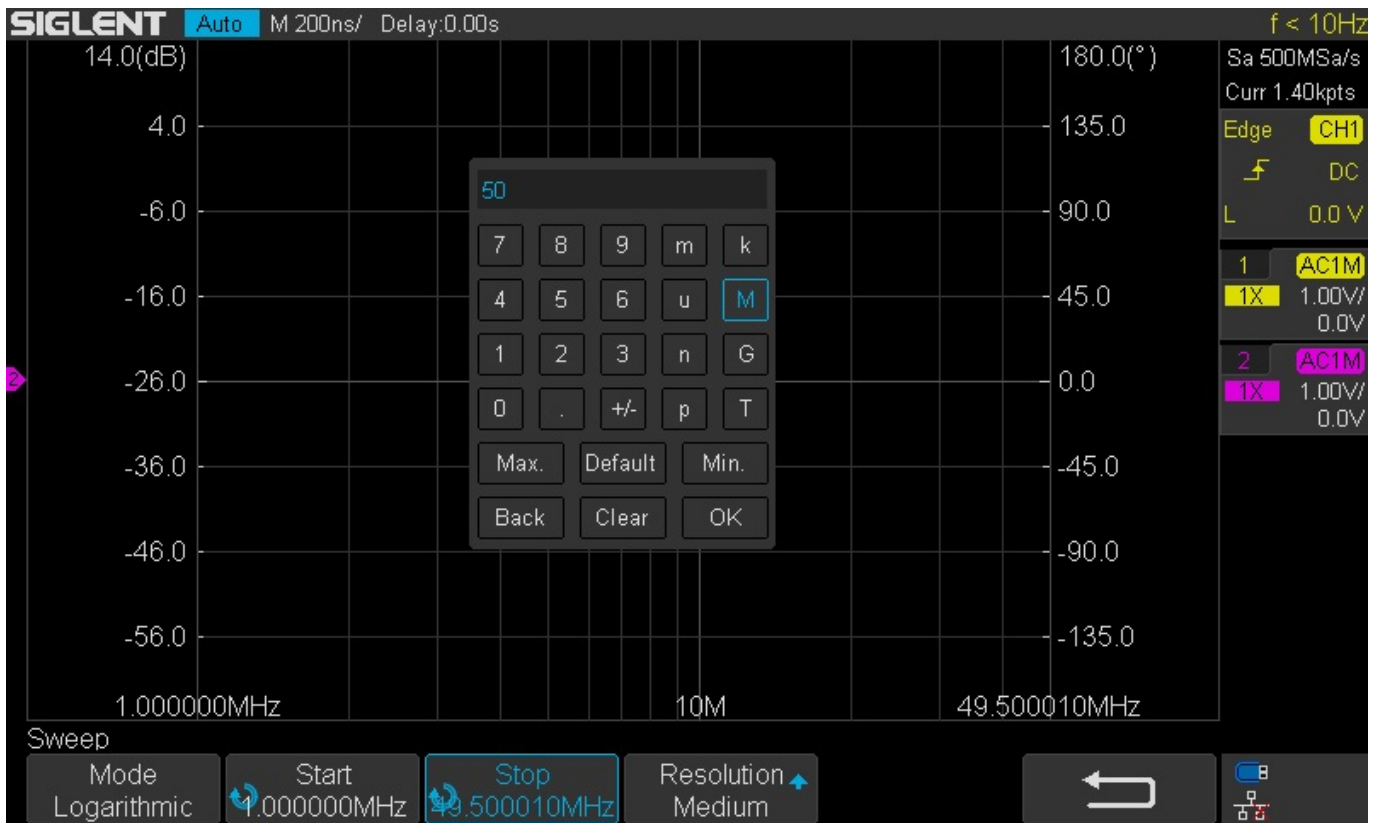 SIGLENT Auto M 200ns/ Delay:0.00s f < 10Hz
14.0(dB) 180.0(°) Sa 500MSa/s
Curr 1.40kpts
4.0 135.0 Edge CH1
DC
50
-6.0 90.0 L 0.0 V
7 8 9 m k
1 AC1M
-16.0 4 5 6 u M 45.0 1X 1.00V/
0.0V
1 2 3 n G 2 AC1M
2 -26.0 0.0 1X 1.00V/
0 . +/- p T 0.0V
-36.0 Max. Default Min. -45.0
Back Clear OK
-46.0 -90.0
-56.0 -135.0
1.000000MHz 10M 49.500010MHz
Sweep
Mode Start Stop Resolution
Logarithmic 1.000000MHz 49.500010MHz Medium